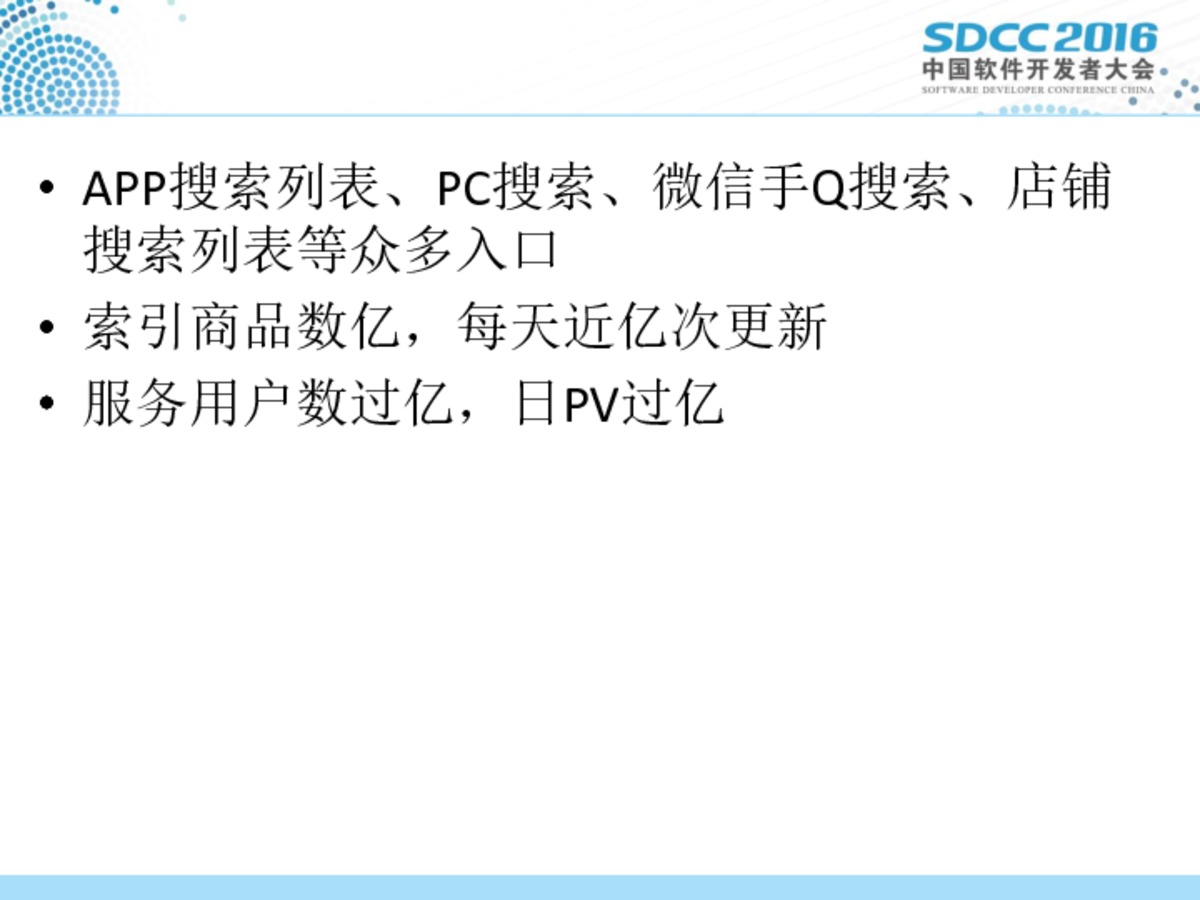 SDCC 2016
中国软件开发者大会
SOFTWARE DEVELOPER CONFERENCE CHINA
• APP搜索列表、PC搜索、微信手Q搜索、店铺
搜索列表等众多入口
• 索引商品数亿，每天近亿次更新
• 服务用户数过亿，日PV过亿